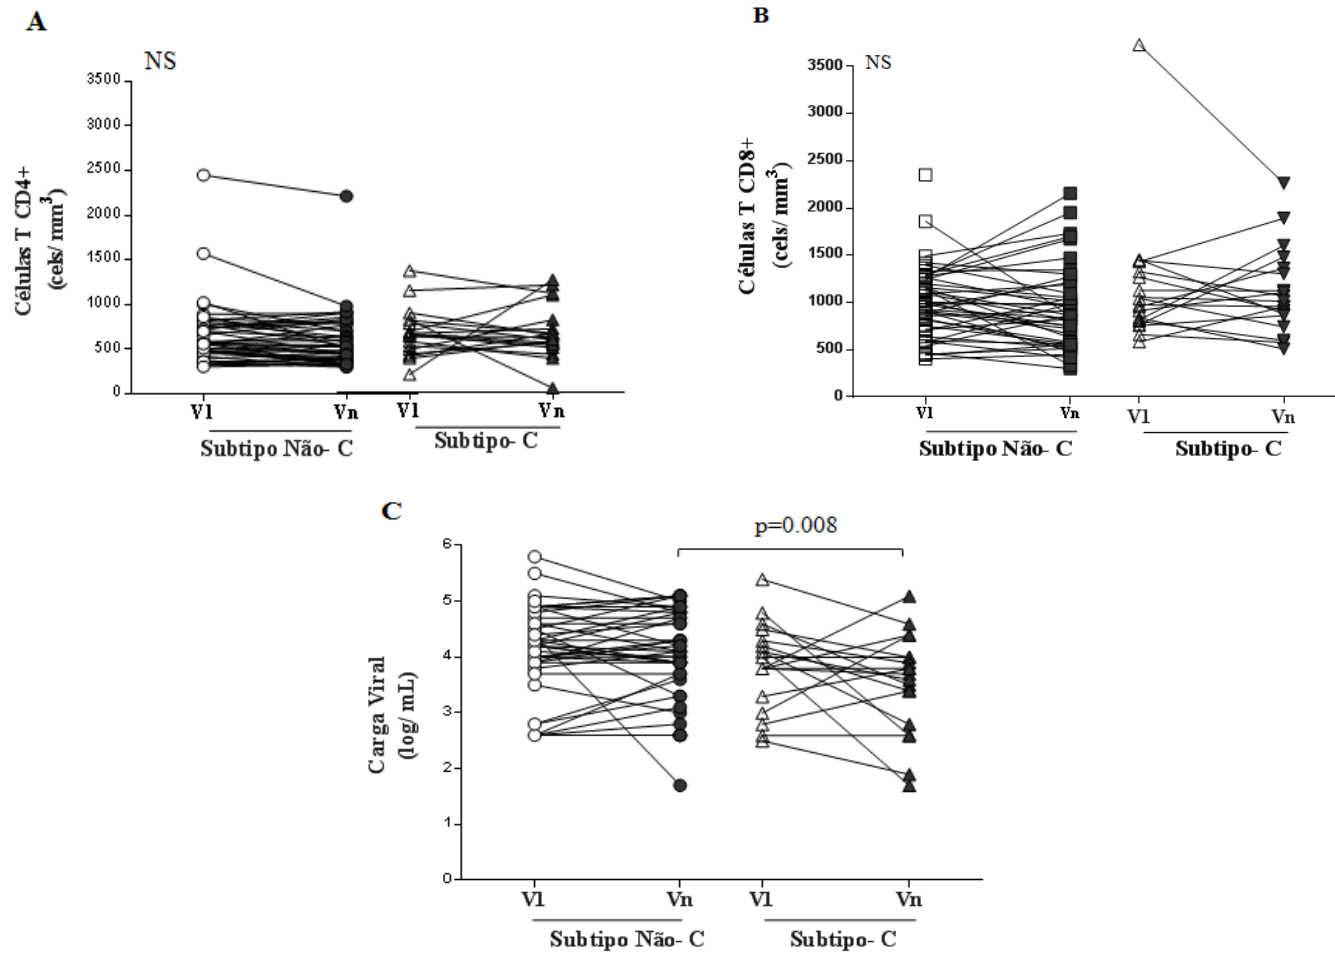 A
NS
Células T CD4+
(cels/ mm³)
3500
3000
2500
2000
1500
1000
500
0
V1 Vn V1 Vn
Subtipo Não- C Subtipo- C
B
NS
Células T CD8+
(cels/ mm³)
3500
3000
2500
2000
1500
1000
500
0
V1 Vn V1 Vn
Subtipo Não- C Subtipo- C
C
p=0.008
Carga Viral
(log/ mL)
6
5
4
3
2
1
0
V1 Vn V1 Vn
Subtipo Não- C Subtipo- C